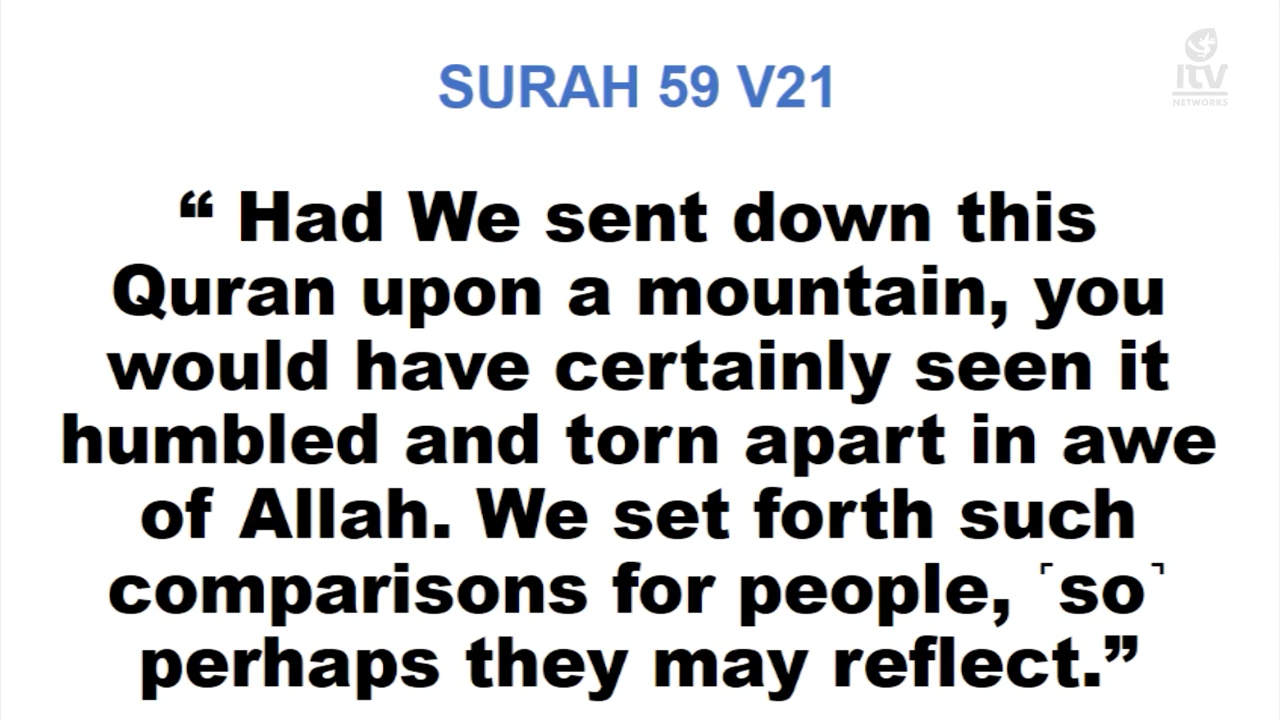 ITV
NETWORKS
SURAH 59 V21
“ Had We sent down this
Quran upon a mountain, you
would have certainly seen it
humbled and torn apart in awe
of Allah. We set forth such
comparisons for people, ˹so˺
perhaps they may reflect.”